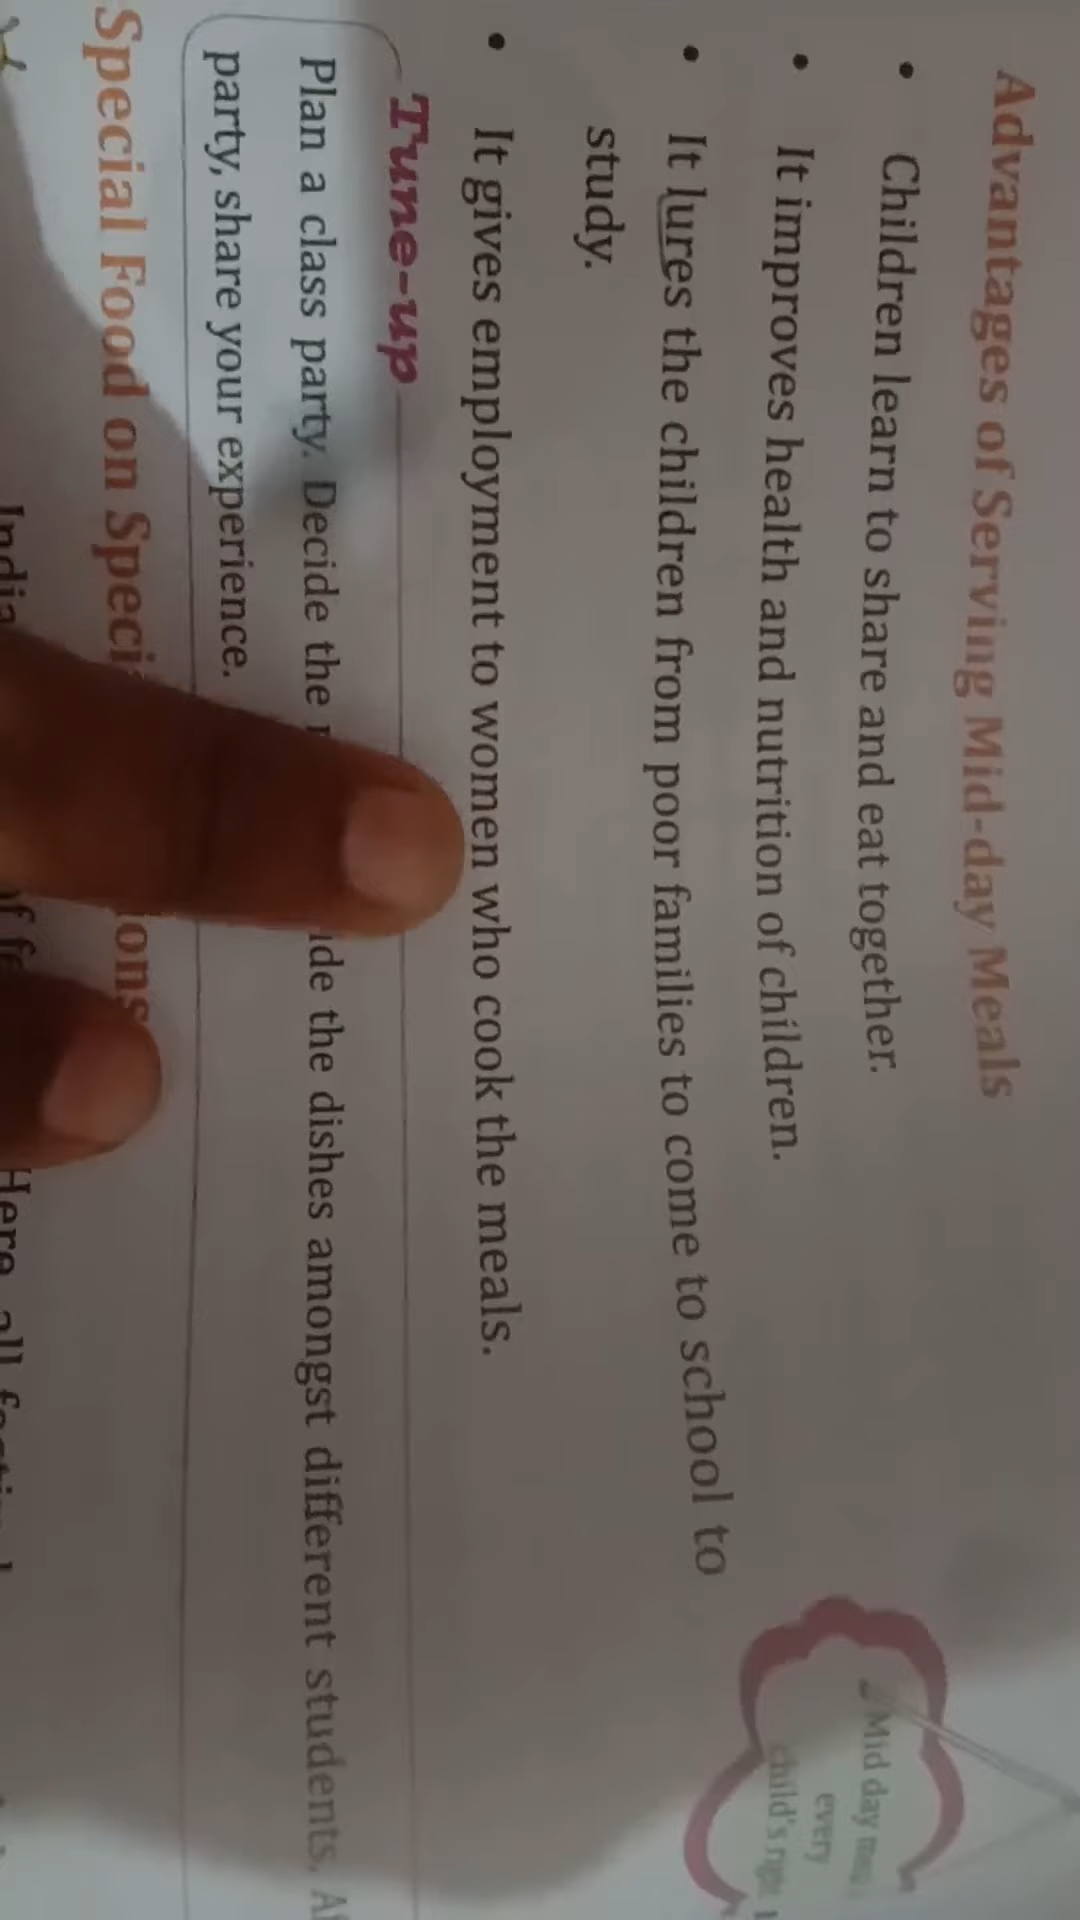 Advantages of Serving Mid-day Meals
• Children learn to share and eat together.
• It improves health and nutrition of children.
• It lures the children from poor families to come to school to
study.
• It gives employment to women who cook the meals.
Mid day
every
child's
Tune-up
Plan a class party. Decide the the dishes amongst different students.
party, share your experience.
Special Food on
Here, all